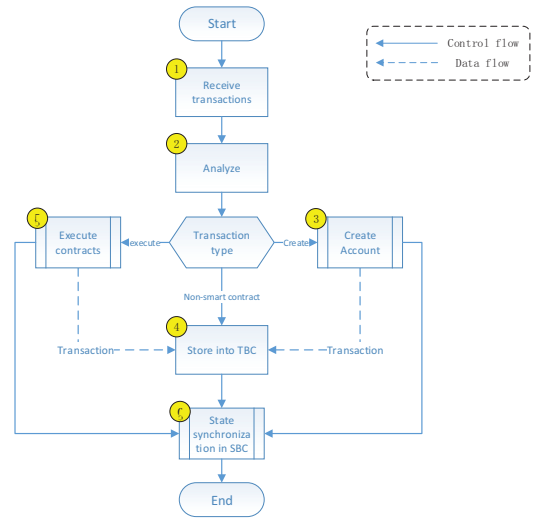 Start
Control flow
Data flow
1
Receive
transactions
2
Analyze
5
Execute
contracts
execute
Transaction
type
Create
3
Create
Account
Non-smart contract
4
Transaction
Store into TBC
Transaction
6
State
synchroniza
tion in SBC
End